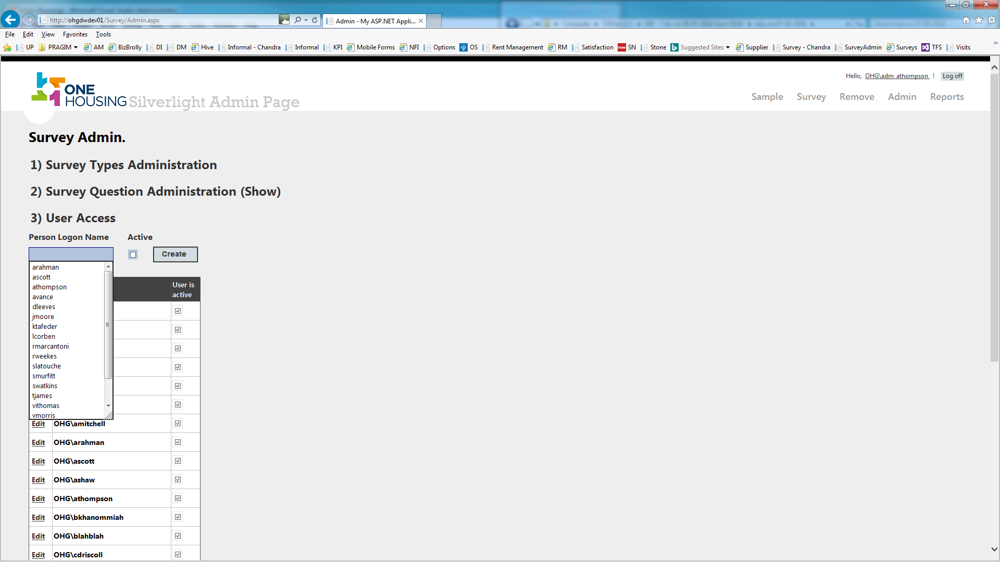 http://ohgdwdev01/Survey/Admin.aspx
Admin - My ASP.NET Appli...
File Edit View Favorites Tools
UP PRAGIM AM BizBrolly DI DM Hive Informal - Chandra Informal KPI Mobile Forms NFI Options OS Rent Management RM Satisfaction now SN Stone Suggested Sites Supplier Survey - Chandra SurveyAdmin Surveys TFS Visits
Hello, OHG\adm_athompson ! Log off
ONE
HOUSING Silverlight Admin Page
Sample Survey Remove Admin Reports
Survey Admin.
1) Survey Types Administration
2) Survey Question Administration (Show)
3) User Access
Person Logon Name Active
Create
arahman
ascott
athompson
avance
dleeves
jmoore
ktafeder
lcorben
rmarcantoni
rweekes
slatouche
smurfitt
swatkins
tjames
vithomas
vmorris
User is
active
Edit OHG\amitchell
Edit OHG\arahman
Edit OHG\ascott
Edit OHG\ashaw
Edit OHG\athompson
Edit OHG\bkhanommiah
Edit OHG\blahblah
Edit OHG\cdriscoll